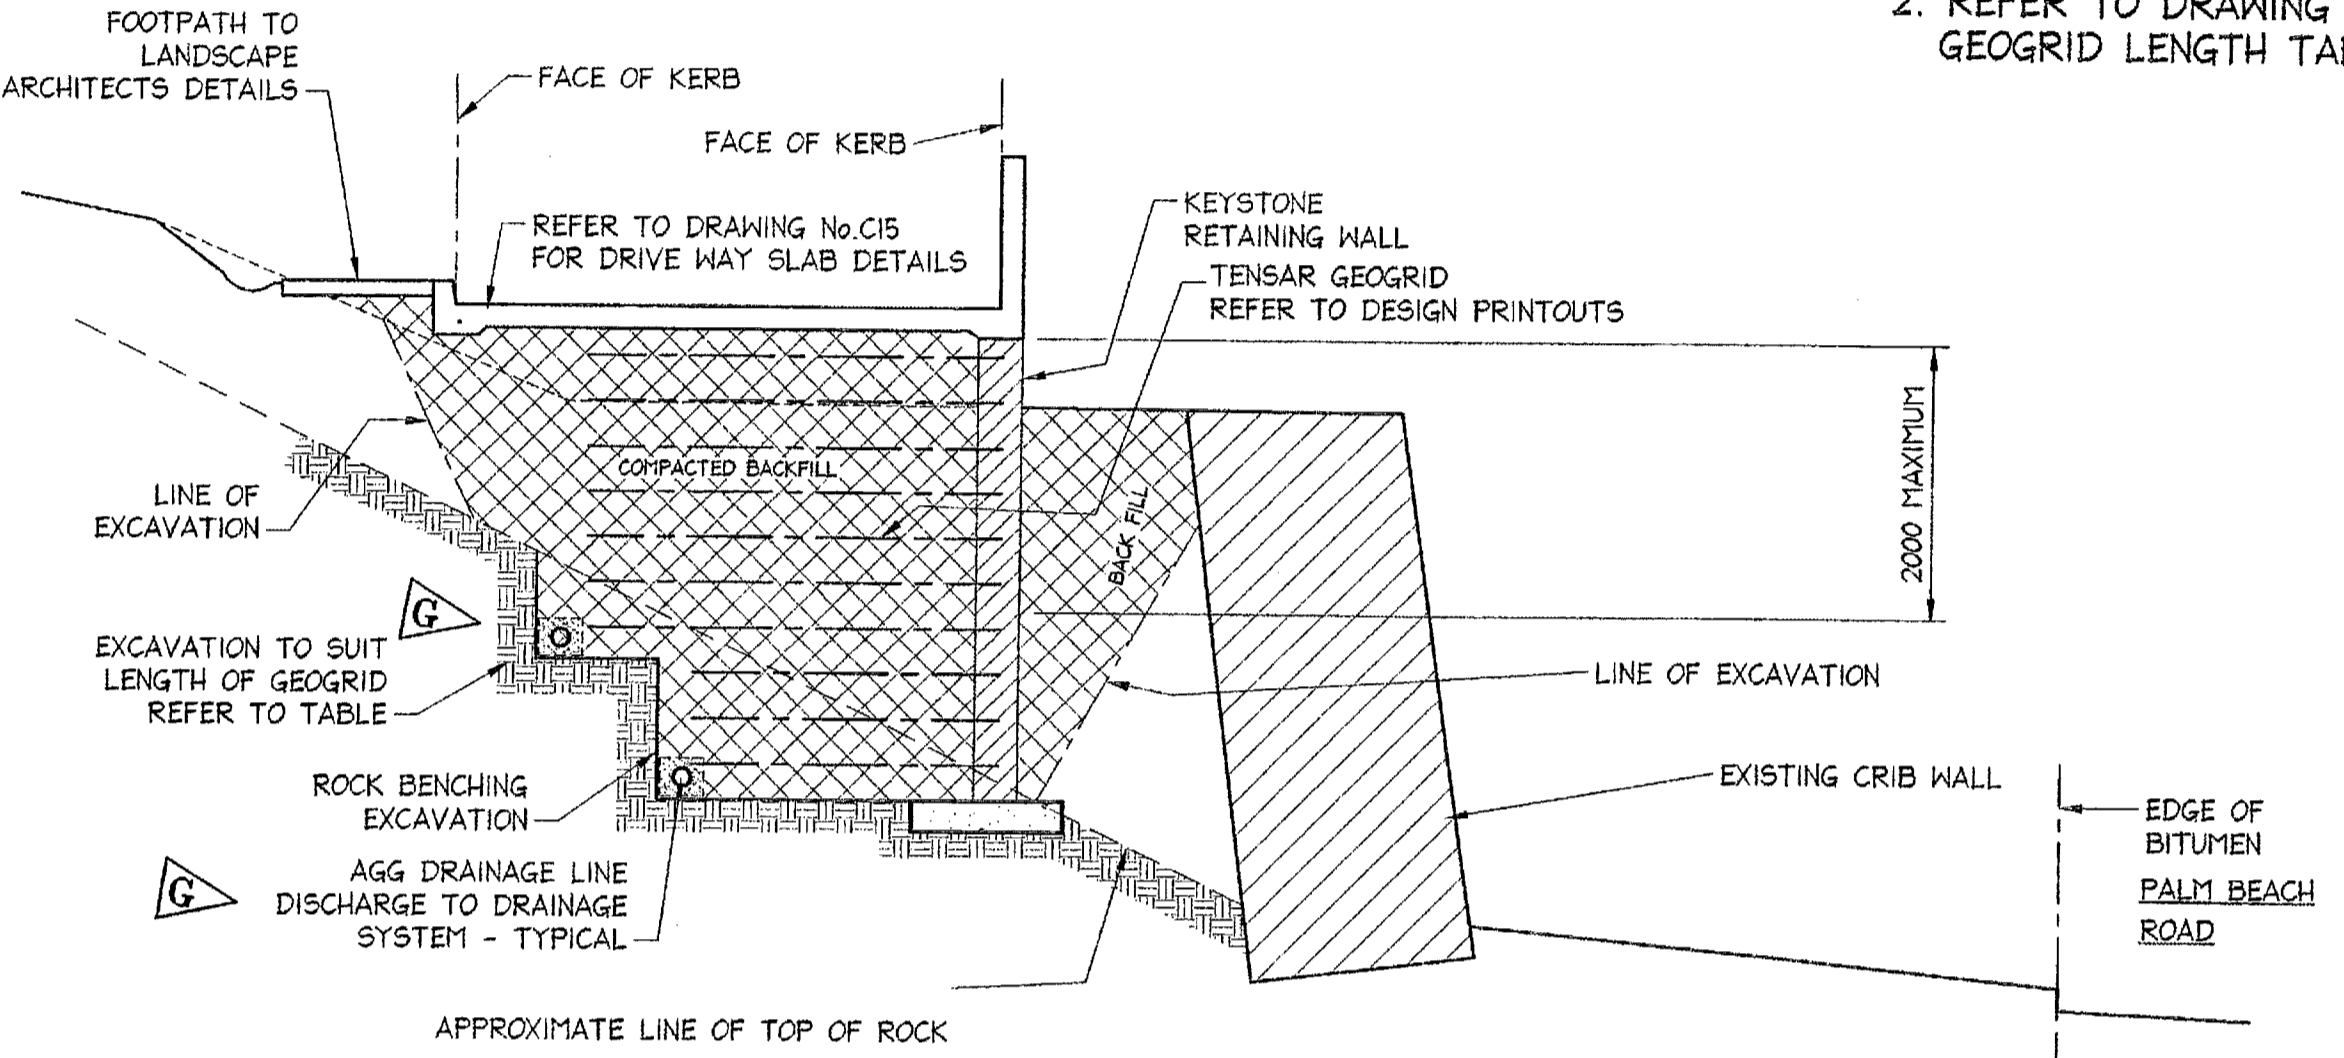 2. REFER TO DRAWING
GEOGRID LENGTH
FOOTPATH TO
LANDSCAPE
ARCHITECTS DETAILS
FACE OF KERB
FACE OF KERB
REFER TO DRAWING No.C15
FOR DRIVE WAY SLAB DETAILS
KEYSTONE
RETAINING WALL
TENSAR GEOGRID
REFER TO DESIGN PRINTOUTS
2000 MAXIMUM
COMPACTED BACKFILL
BACK FILL
LINE OF
EXCAVATION
G
EXCAVATION TO SUIT
LENGTH OF GEOGRID
REFER TO TABLE
LINE OF EXCAVATION
ROCK BENCHING
EXCAVATION
EXISTING CRIB WALL
EDGE OF
BITUMEN
PALM BEACH
ROAD
G
AGG DRAINAGE LINE
DISCHARGE TO DRAINAGE
SYSTEM - TYPICAL
APPROXIMATE LINE OF TOP OF ROCK